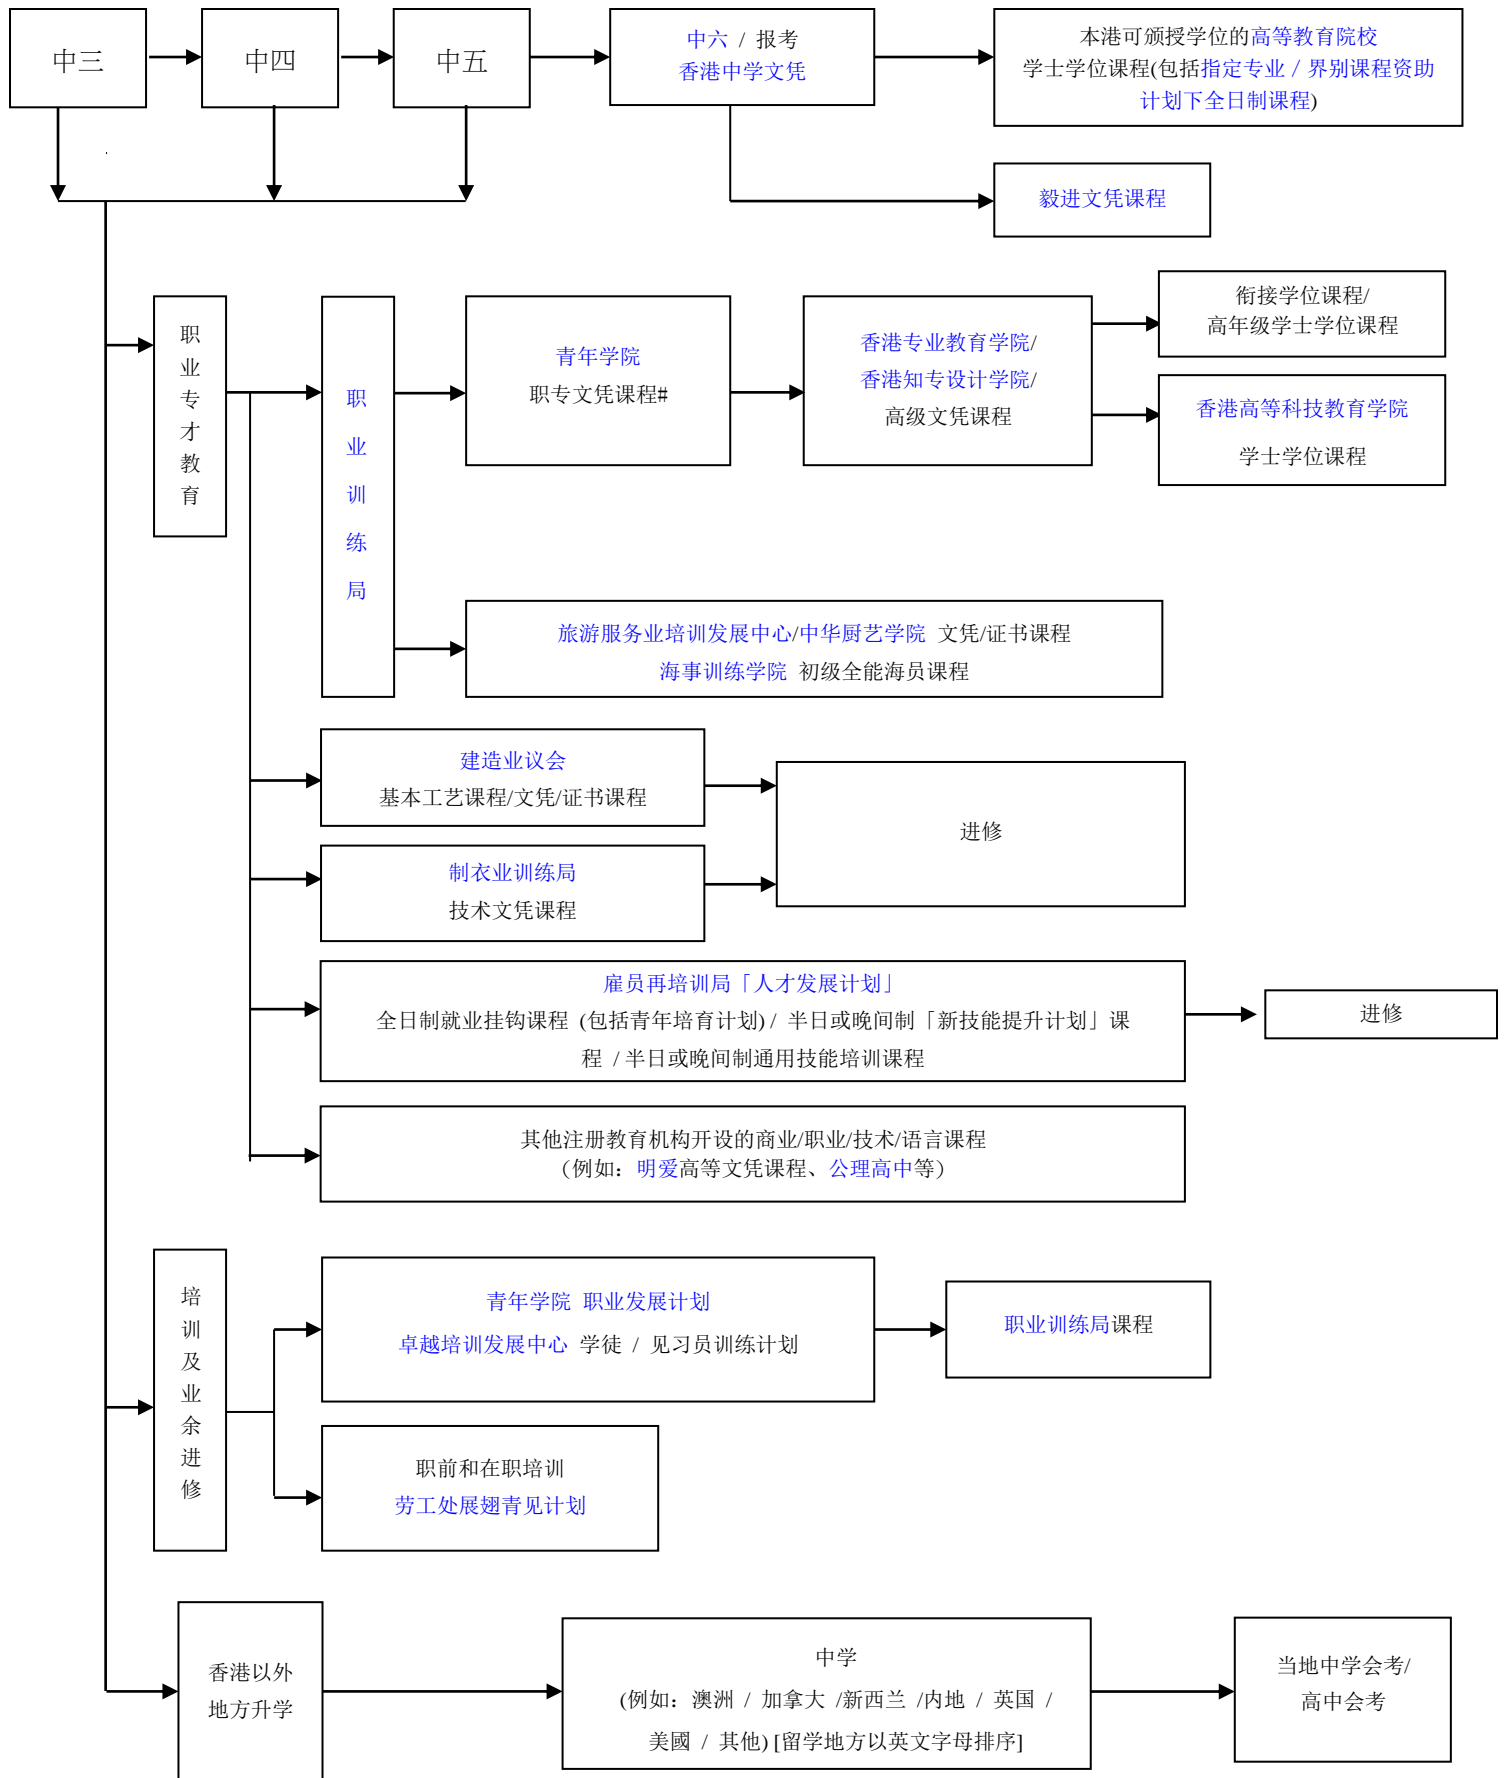 中三
中四
中五
中六 / 报考
香港中学文凭
本港可颁授学位的高等教育院校
学士学位课程(包括指定专业 / 界别课程资助
计划下全日制课程)
毅进文凭课程
职
业
专
才
教
育
职
业
训
练
局
青年学院
职专文凭课程#
香港专业教育学院/
香港知专设计学院/
高级文凭课程
衔接学位课程/
高年级学士学位课程
香港高等科技教育学院
学士学位课程
旅游服务业培训发展中心/中华厨艺学院 文凭/证书课程
海事训练学院 初级全能海员课程
建造业议会
基本工艺课程/文凭/证书课程
制衣业训练局
技术文凭课程
进修
雇员再培训局「人才发展计划」
全日制就业挂钩课程 (包括青年培育计划) / 半日或晚间制「新技能提升计划」课
程 / 半日或晚间制通用技能培训课程
进修
其他注册教育机构开设的商业/职业/技术/语言课程
(例如：明爱高等文凭课程、公理高中等)
培
训
及
业
余
进
修
青年学院 职业发展计划
卓越培训发展中心 学徒 / 见习员训练计划
职业训练局课程
职前和在职培训
劳工处展翅青见计划
香港以外
地方升学
中学
(例如：澳洲 / 加拿大 /新西兰 /内地 / 英国 /
美國 / 其他) [留学地方以英文字母排序]
当地中学会考/
高中会考